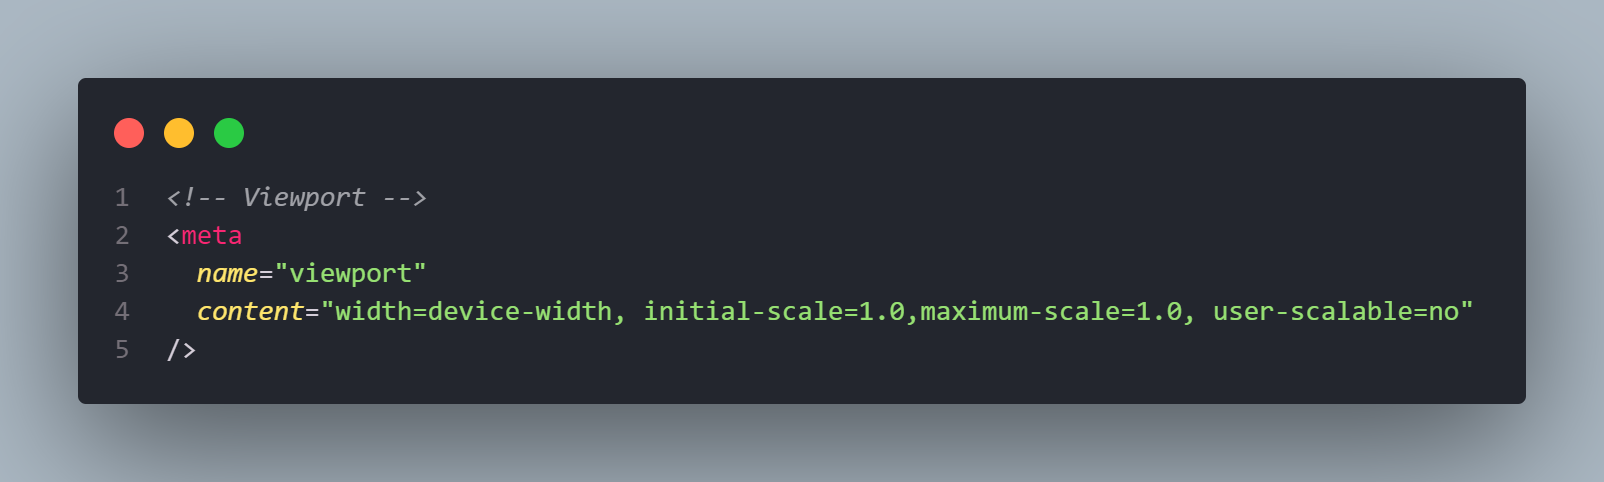 1 <!-- Viewport -->
2 <meta
3 name="viewport"
4 content="width=device-width, initial-scale=1.0,maximum-scale=1.0, user-scalable=no"
5 />